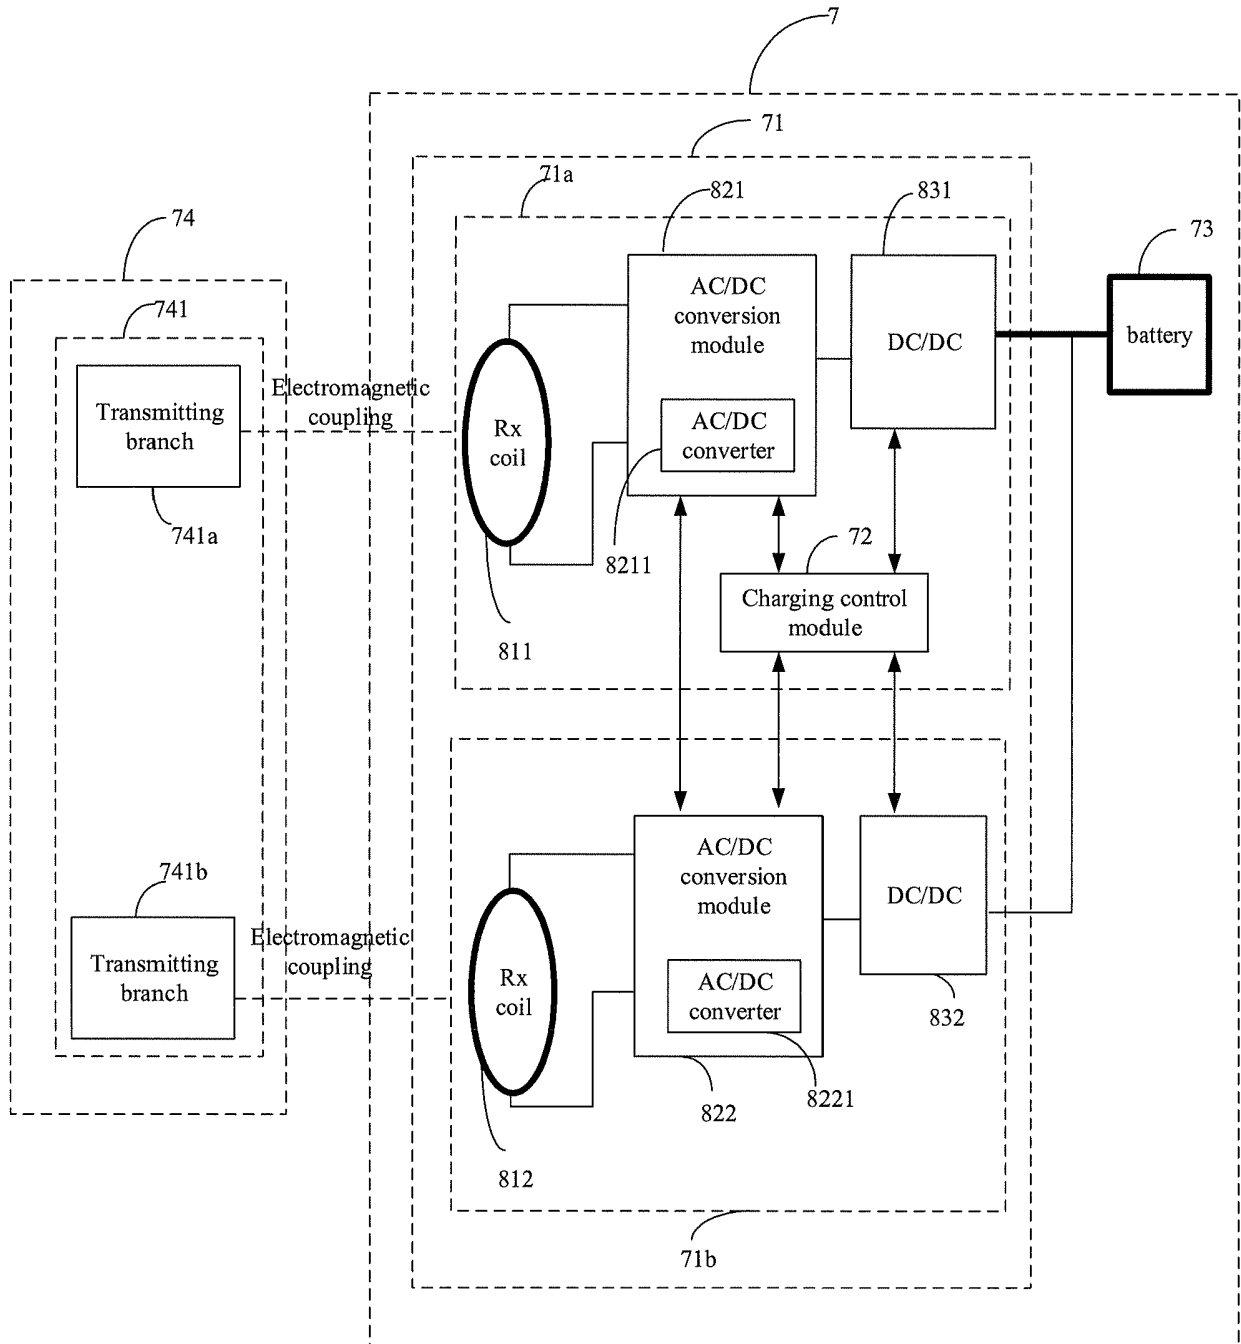 7
71
71a
821
831
74
73
741
AC/DC
conversion
module
DC/DC
battery
Electromagnetic
coupling
Transmitting
branch
Rx
coil
AC/DC
converter
741a
8211
72
Charging control
module
811
741b
AC/DC
conversion
module
DC/DC
Electromagnetic
coupling
Transmitting
branch
Rx
coil
AC/DC
converter
832
822
8221
812
71b